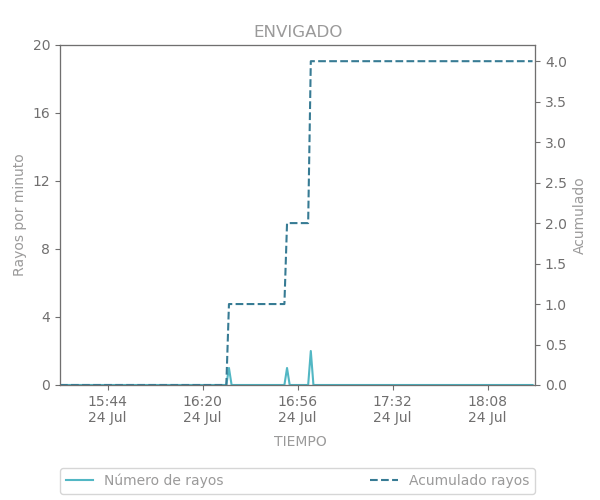 ENVIGADO
20
16
12
8
4
0
Rayos por minuto
4.0
3.5
3.0
2.5
2.0
1.5
1.0
0.5
0.0
Acumulado
15:44
24 Jul
16:20
24 Jul
16:56
24 Jul
17:32
24 Jul
18:08
24 Jul
TIEMPO
Número de rayos
Acumulado rayos